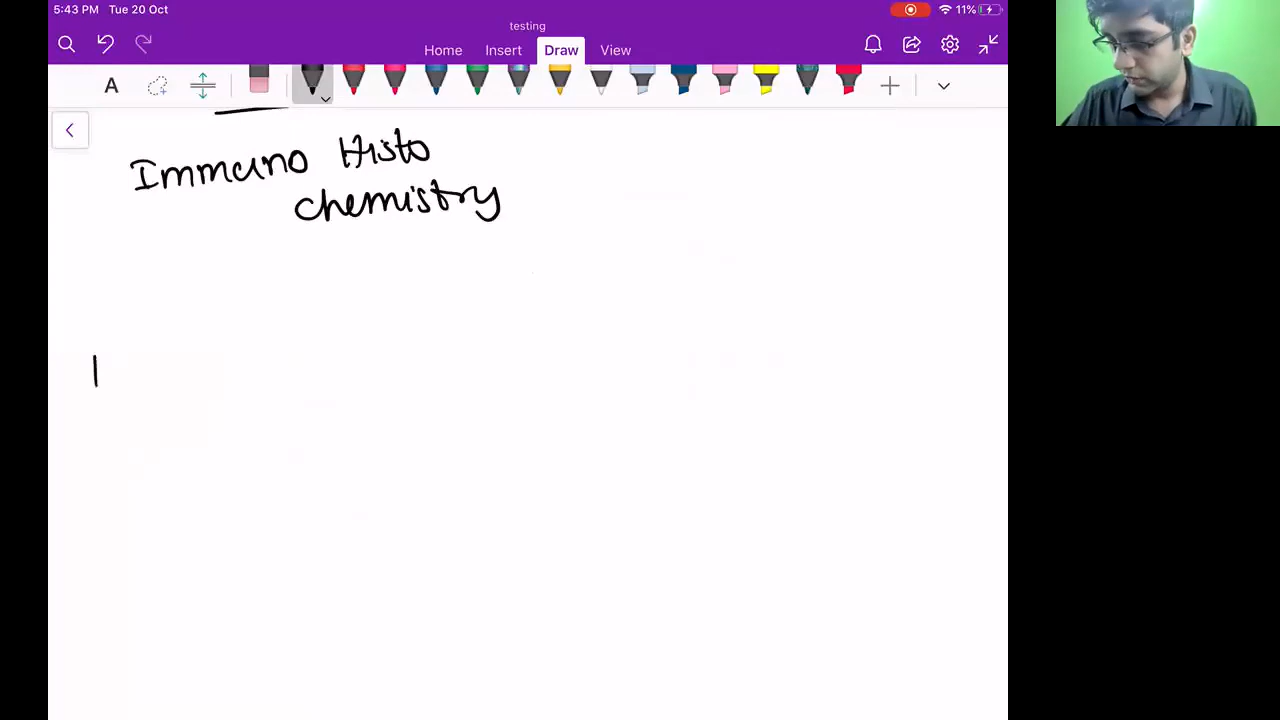 5:43 PM Tue 20 Oct 11%
testing
Home Insert Draw View
A
Immuno Histo
chemistry